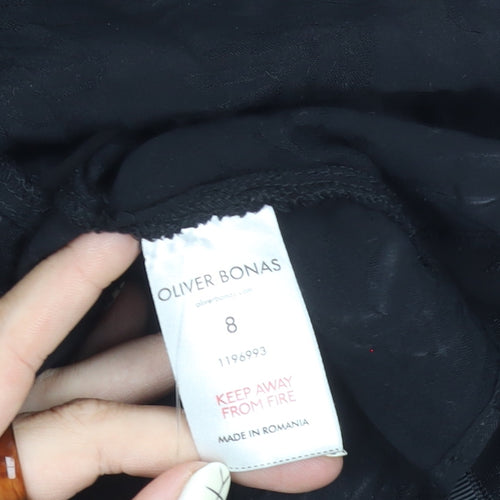 OLIVER BONAS
oliverbonas.com
8
1196993
KEEP AWAY
FROM FIRE
MADE IN ROMANIA